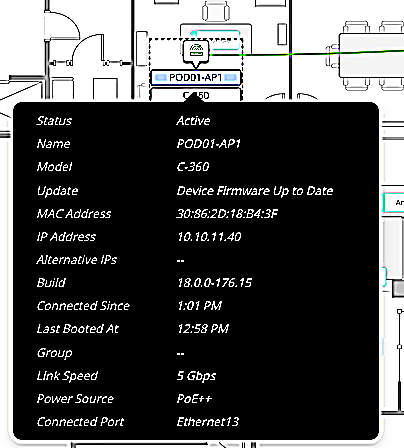 POD01-AP1
Status Active
Name POD01-AP1
Model C-360
Update Device Firmware Up to Date
MAC Address 30:86:2D:18:B4:3F
IP Address 10.10.11.40
Alternative IPs --
Build 18.0.0-176.15
Connected Since 1:01 PM
Last Booted At 12:58 PM
Group --
Link Speed 5 Gbps
Power Source PoE++
Connected Port Ethernet13